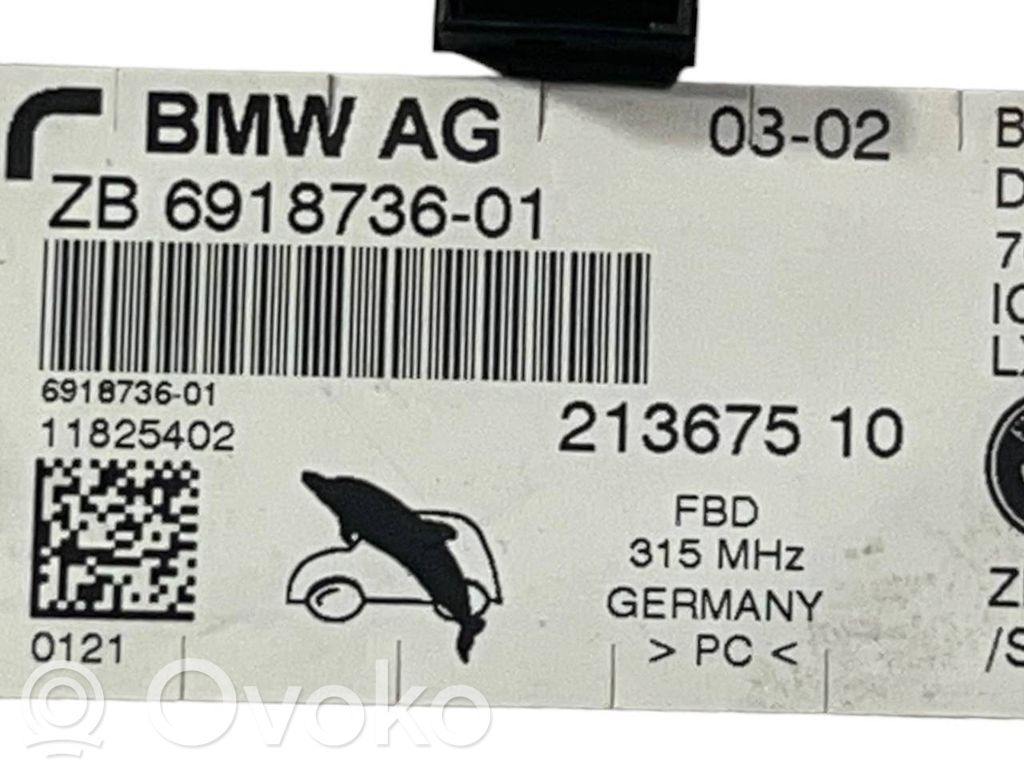 BMW AG
03-02
ZB 6918736-01
6918736-01
11825402
213675 10
FBD
315 MHz
GERMANY
> PC <
0121
Ovoko